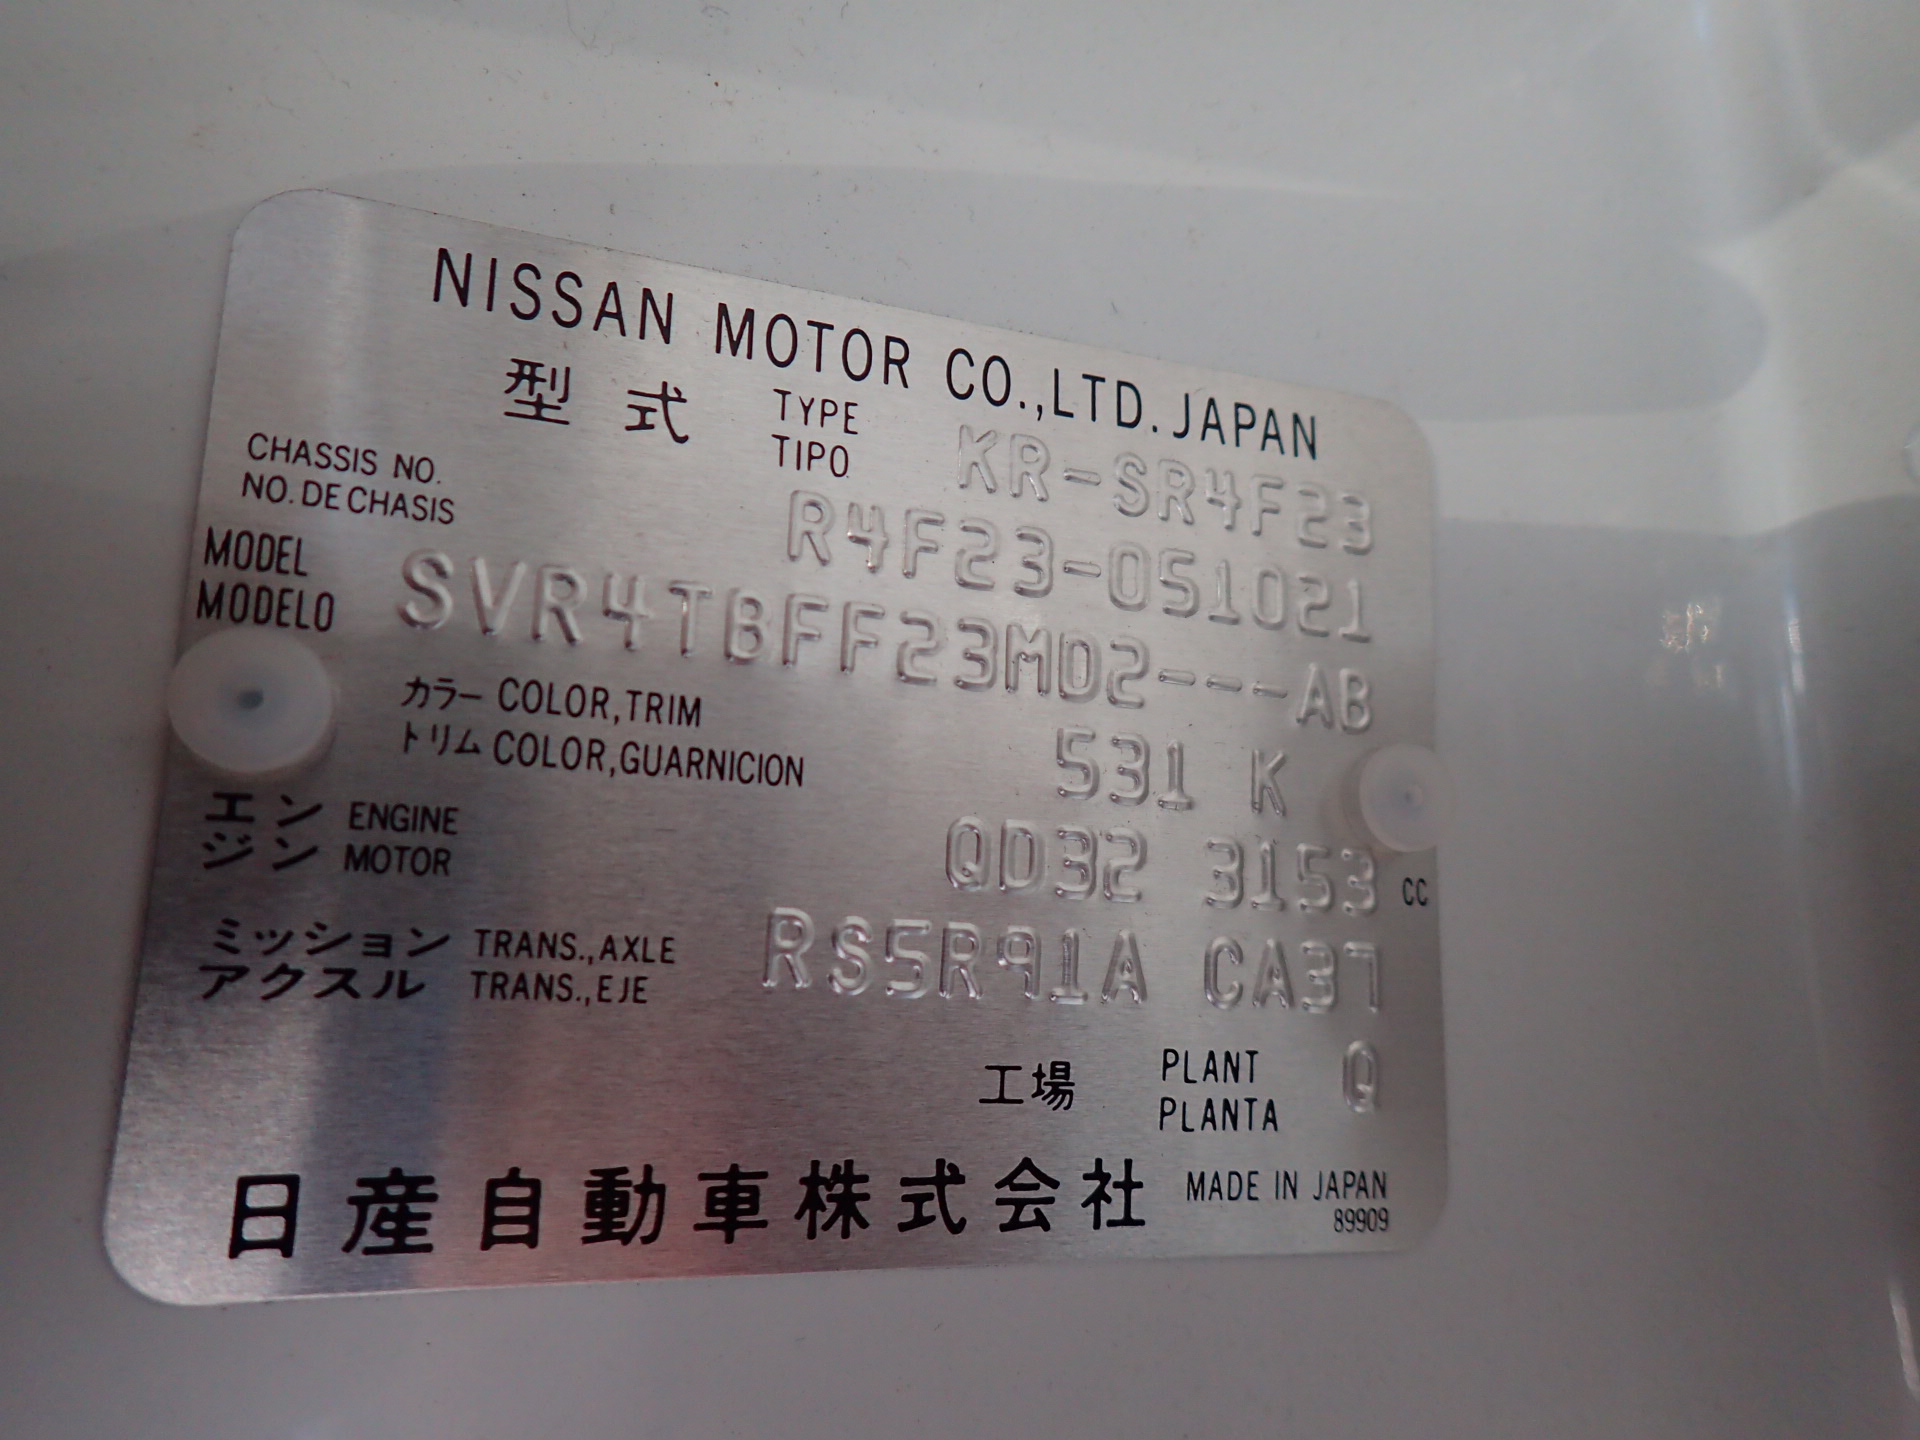 NISSAN MOTOR CO.,LTD.JAPAN
型 式 TYPE TIPO KR-SR4F23
CHASSIS NO.
NO. DE CHASIS R4F23-051021
MODEL
MODELO SVR4TBFF23MD2---AB
カラー COLOR,TRIM
トリム COLOR,GUARNICION 531 K
エン ENGINE
ジン MOTOR QD32 3153 CC
ミッション TRANS.,AXLE
アクスル TRANS.,EJE RS5R91A CA37
工場 PLANT PLANTA Q
日産自動車株式会社 MADE IN JAPAN
89909